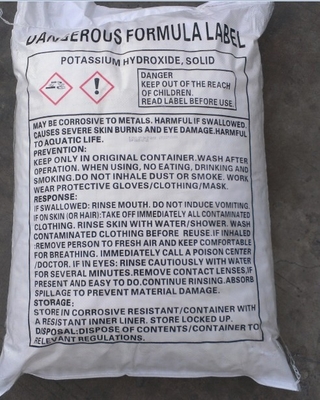 DANGEROUS FORMULA LABEL
POTASSIUM HYDROXIDE, SOLID
DANGER
KEEP OUT OF THE REACH
OF CHILDREN.
READ LABEL BEFORE USE.
MAY BE CORROSIVE TO METALS. HARMFUL IF SWALLOWED.
CAUSES SEVERE SKIN BURNS AND EYE DAMAGE.HARMFUL
TO AQUATIC LIFE.
PREVENTION:
KEEP ONLY IN ORIGINAL CONTAINER.WASH AFTER
OPERATION. WHEN USING, NO EATING, DRINKING AND
SMOKING.DO NOT INHALE DUST OR SMOKE. WORK
WEAR PROTECTIVE GLOVES/CLOTHING/MASK.
RESPONSE:
IF SWALLOWED: RINSE MOUTH. DO NOT INDUCE VOMITING.
IF ON SKIN (OR HAIR):TAKE OFF IMMEDIATELY ALL CONTAMINATED
CLOTHING. RINSE SKIN WITH WATER/SHOWER. WASH
CONTAMINATED CLOTHING BEFORE REUSE.IF INHALED
:REMOVE PERSON TO FRESH AIR AND KEEP COMFORTABLE
FOR BREATHING. IMMEDIATELY CALL A POISON CENTER
/DOCTOR. IF IN EYES: RINSE CAUTIOUSLY WITH WATER
FOR SEVERAL MINUTES.REMOVE CONTACT LENSES,IF
PRESENT AND EASY TO DO.CONTINUE RINSING.ABSORB
SPILLAGE TO PREVENT MATERIAL DAMAGE.
STORAGE:
STORE IN CORROSIVE RESISTANT/CONTAINER WITH
A RESISTANT INNER LINER. STORE LOCKED UP.
DISPOSAL:DISPOSE OF CONTENTS/CONTAINER TO
RELEVANT REGULATIONS.